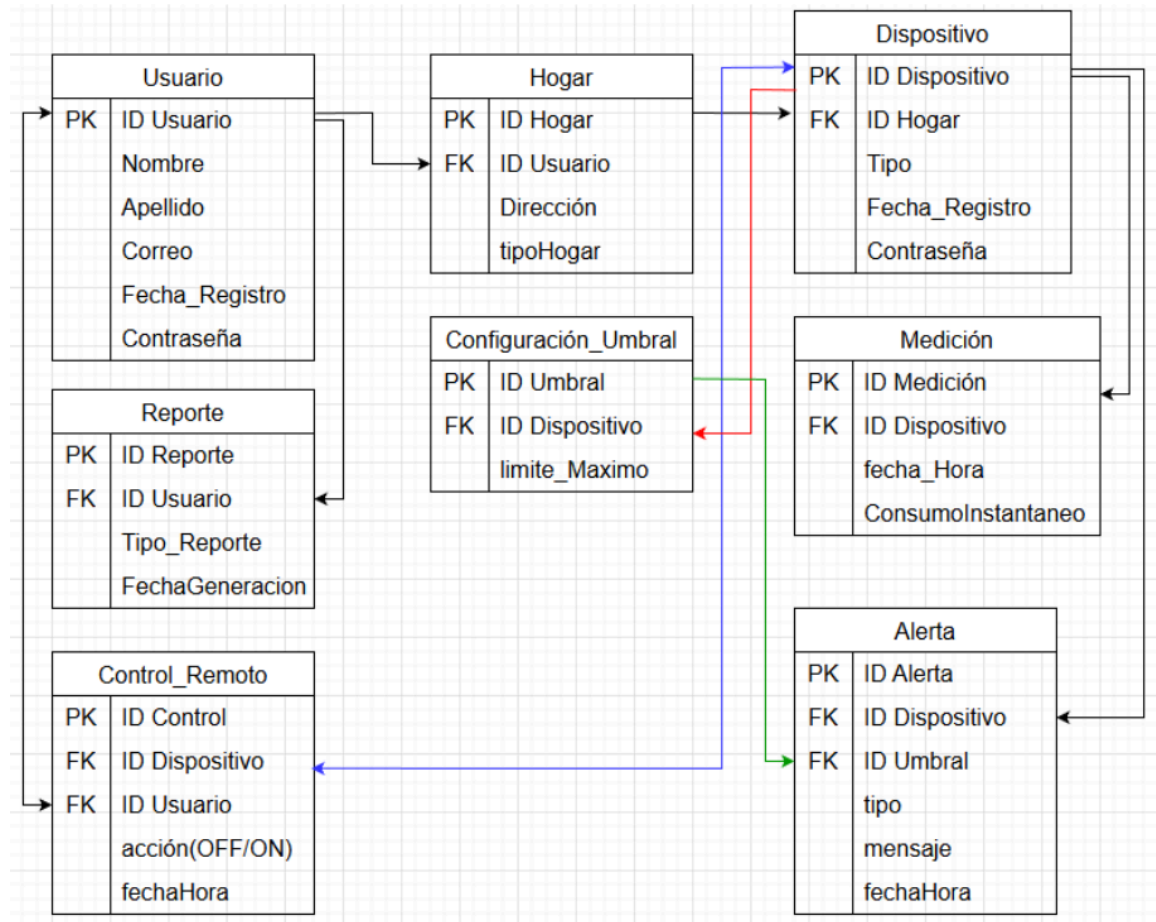 Usuario
PK ID Usuario
Nombre
Apellido
Correo
Fecha_Registro
Contraseña
Hogar
PK ID Hogar
FK ID Usuario
Dirección
tipoHogar
Dispositivo
PK ID Dispositivo
FK ID Hogar
Tipo
Fecha_Registro
Contraseña
Reporte
PK ID Reporte
FK ID Usuario
Tipo_Reporte
FechaGeneracion
Configuración_Umbral
PK ID Umbral
FK ID Dispositivo
limite_Maximo
Medición
PK ID Medición
FK ID Dispositivo
fecha_Hora
ConsumoInstantaneo
Control_Remoto
PK ID Control
FK ID Dispositivo
FK ID Usuario
acción(OFF/ON)
fechaHora
Alerta
PK ID Alerta
FK ID Dispositivo
FK ID Umbral
tipo
mensaje
fechaHora